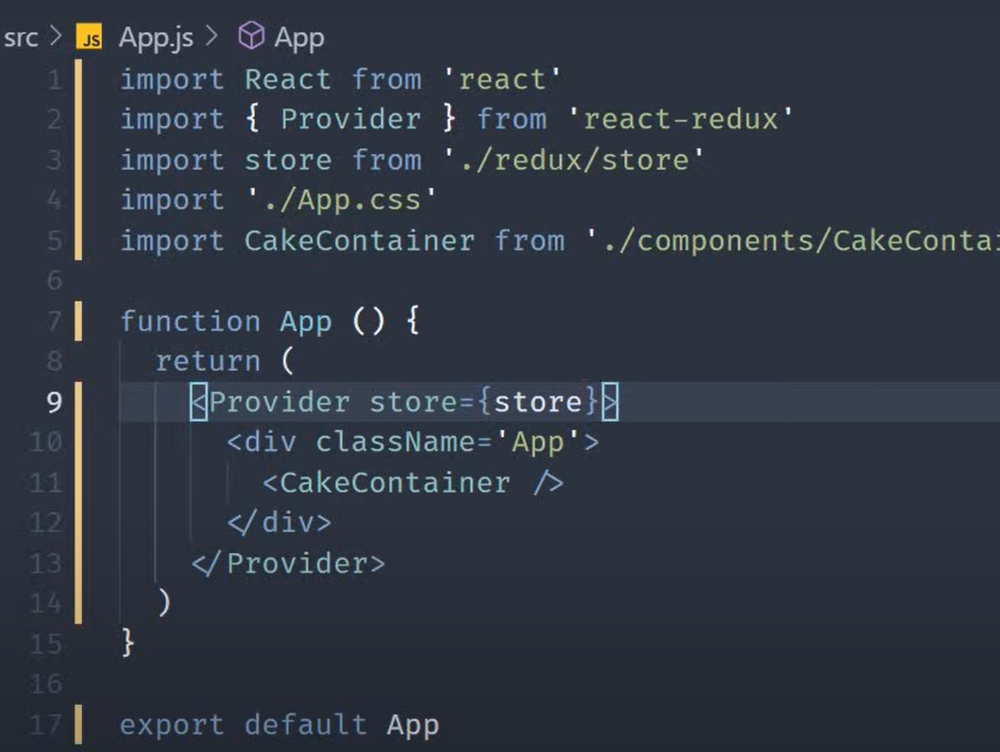 src > JS App.js > App
1 import React from 'react'
2 import { Provider } from 'react-redux'
3 import store from './redux/store'
4 import './App.css'
5 import CakeContainer from './components/CakeContai
6
7 function App () {
8 return (
9 <Provider store={store}>
10 <div className='App'>
11 <CakeContainer />
12 </div>
13 </Provider>
14 )
15 }
16
17 export default App